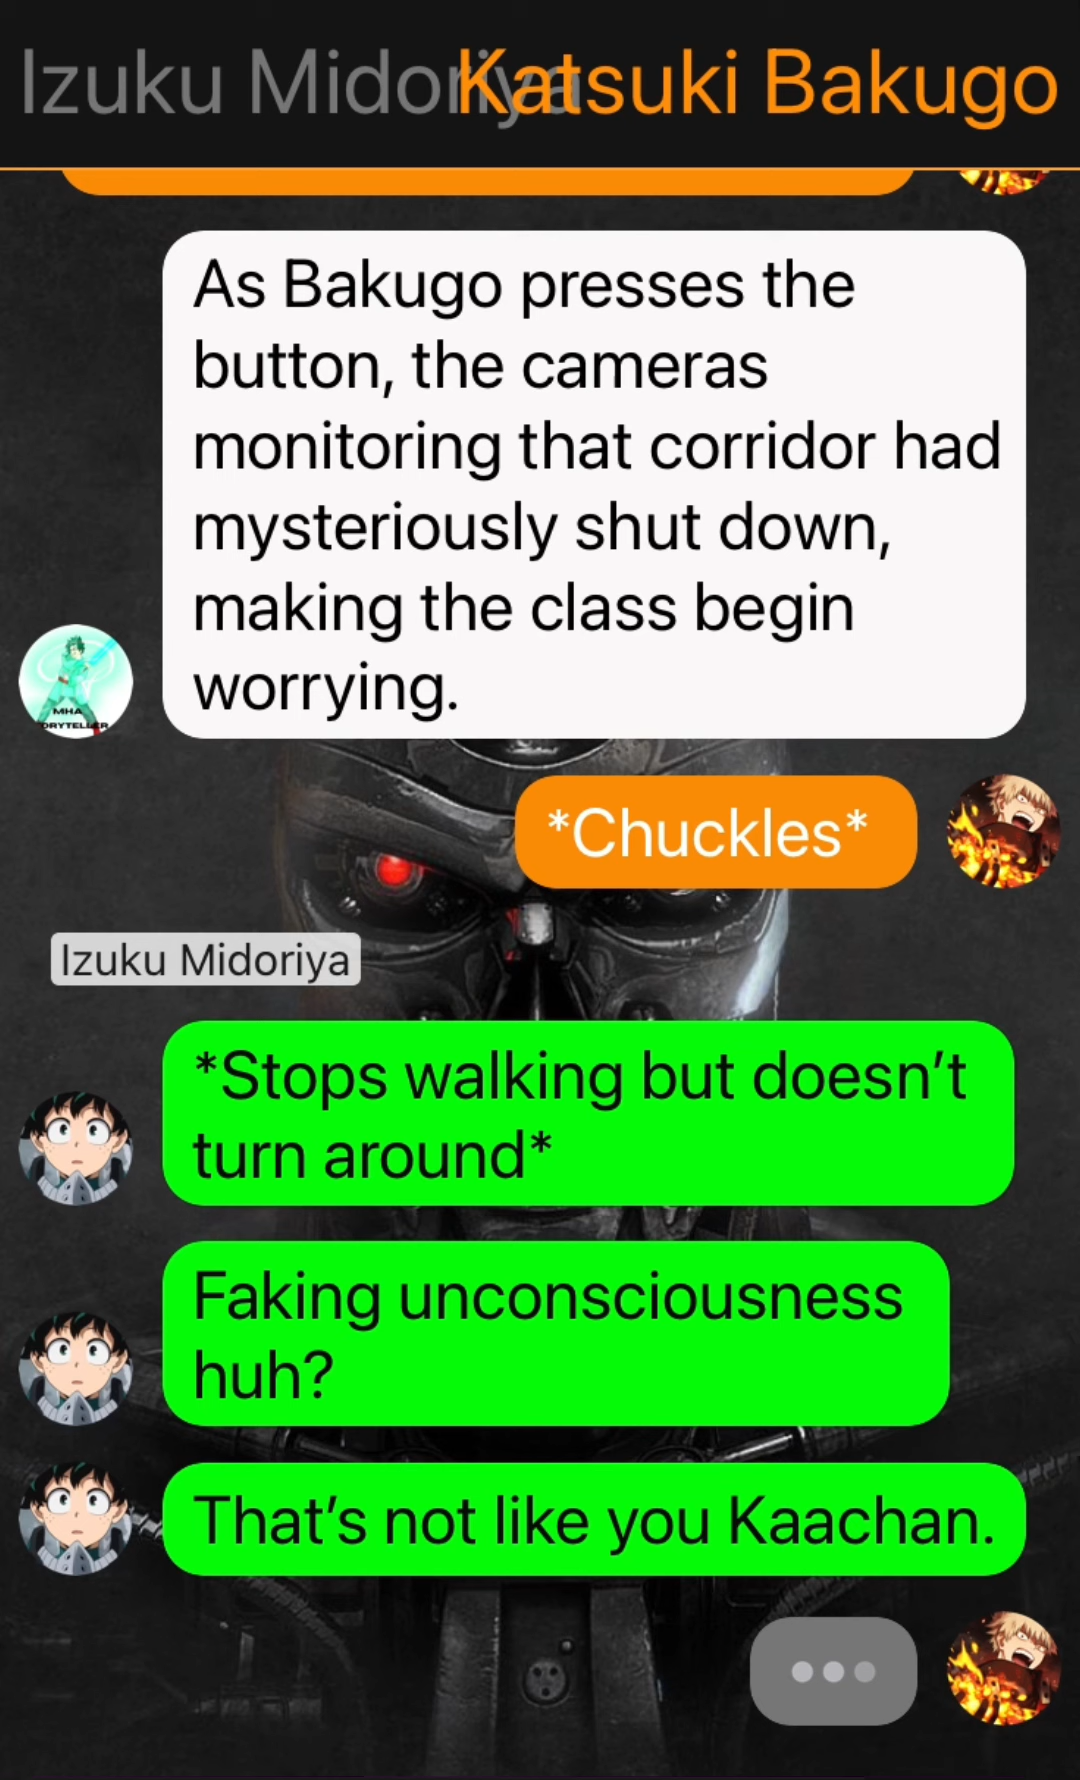 Izuku Midoriya
Katsuki Bakugo
As Bakugo presses the
button, the cameras
monitoring that corridor had
mysteriously shut down,
making the class begin
worrying.
MHA
ORYTELLER
*Chuckles*
Izuku Midoriya
*Stops walking but doesn’t
turn around*
Faking unconsciousness
huh?
That’s not like you Kaachan.